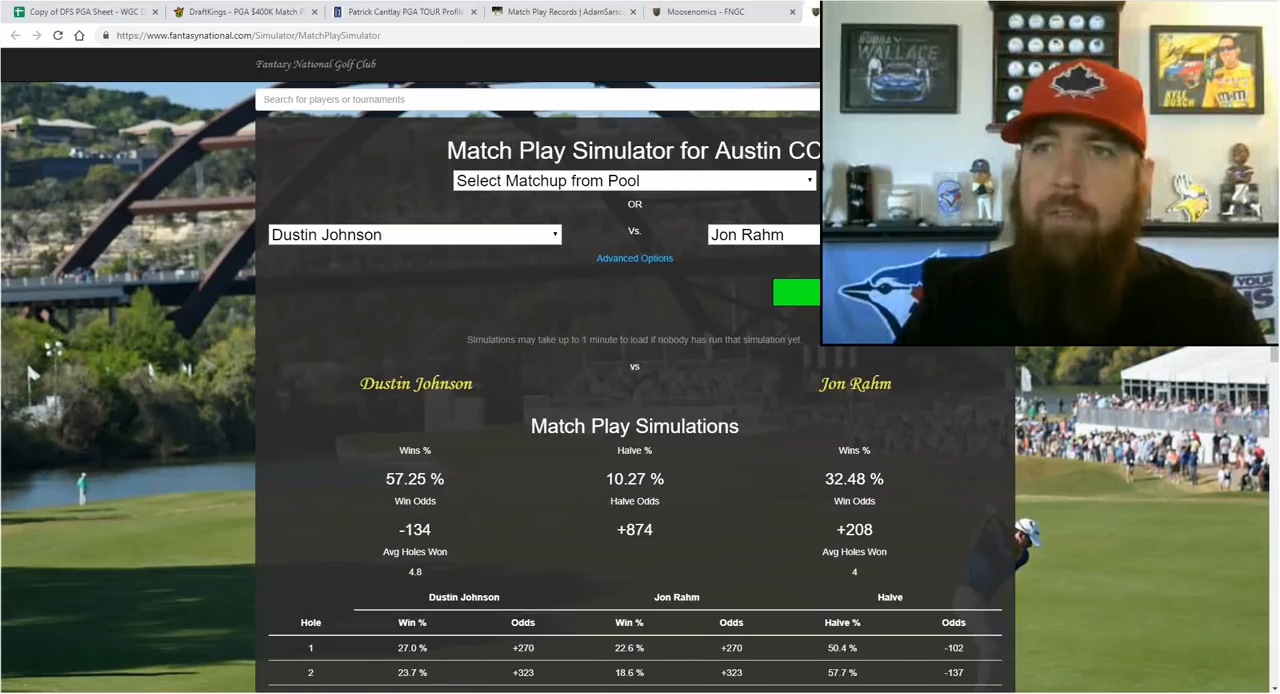 Copy of DFS PGA Sheet - WGC D
DraftKings - PGA $400K Match P
Patrick Cantlay PGA TOUR Profil
Match Play Records | AdamSars
Moosenomics - FNGC
https://www.fantasynational.com/Simulator/MatchPlaySimulator
Fantasy National Golf Club
Search for players or tournaments
Match Play Simulator for Austin CC
Select Matchup from Pool
OR
Dustin Johnson
Vs.
Jon Rahm
Advanced Options
Simulations may take up to 1 minute to load if nobody has run that simulation yet.
vs
Dustin Johnson
Jon Rahm
Match Play Simulations
Wins %
Halve %
Wins %
57.25 %
10.27 %
32.48 %
Win Odds
Halve Odds
Win Odds
-134
+874
+208
Avg Holes Won
Avg Holes Won
4.8
4
Dustin Johnson
Jon Rahm
Halve
Hole
Win %
Odds
Win %
Odds
Halve %
Odds
1
27.0 %
+270
22.6 %
+270
50.4 %
-102
2
23.7 %
+323
18.6 %
+323
57.7 %
-137
BUBBA
WALLACE
KYLE
BUSCH
m&m's